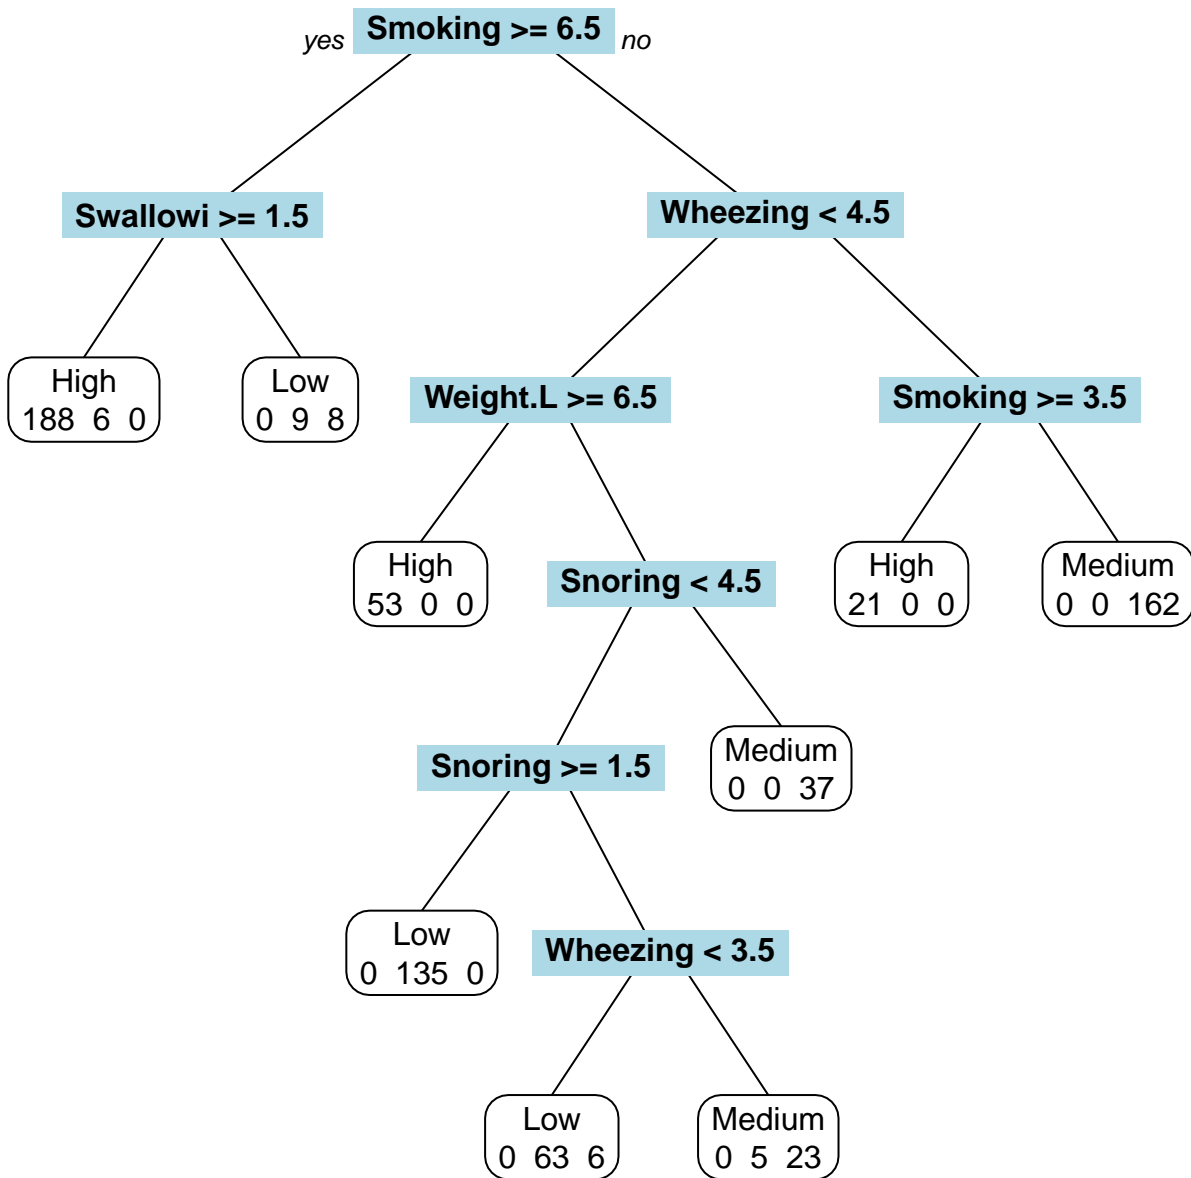 yes Smoking >= 6.5 no
Swallowi >= 1.5
Wheezing < 4.5
High
188 6 0
Low
0 9 8
Weight.L >= 6.5
Smoking >= 3.5
High
53 0 0
Snoring < 4.5
High
21 0 0
Medium
0 0 162
Snoring >= 1.5
Medium
0 0 37
Low
0 135 0
Wheezing < 3.5
Low
0 63 6
Medium
0 5 23